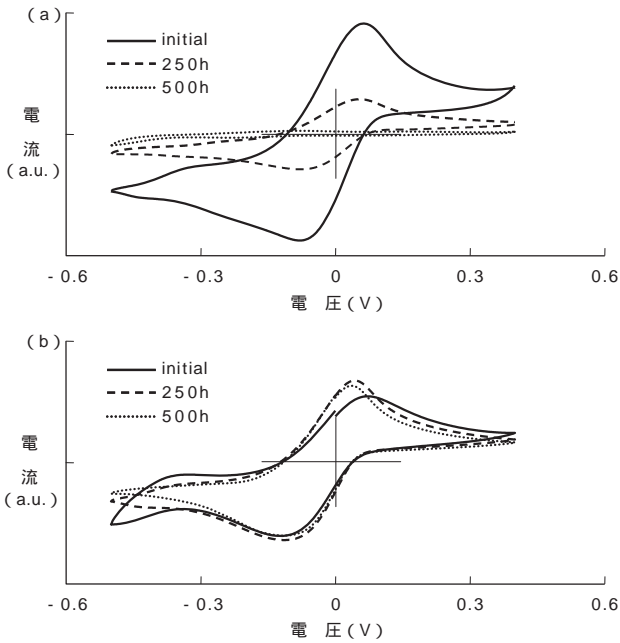 (a)
initial
250h
500h
電
流
(a.u.)
- 0.6 - 0.3 0 0.3 0.6
電 圧(V)
(b)
initial
250h
500h
電
流
(a.u.)
- 0.6 - 0.3 0 0.3 0.6
電 圧(V)